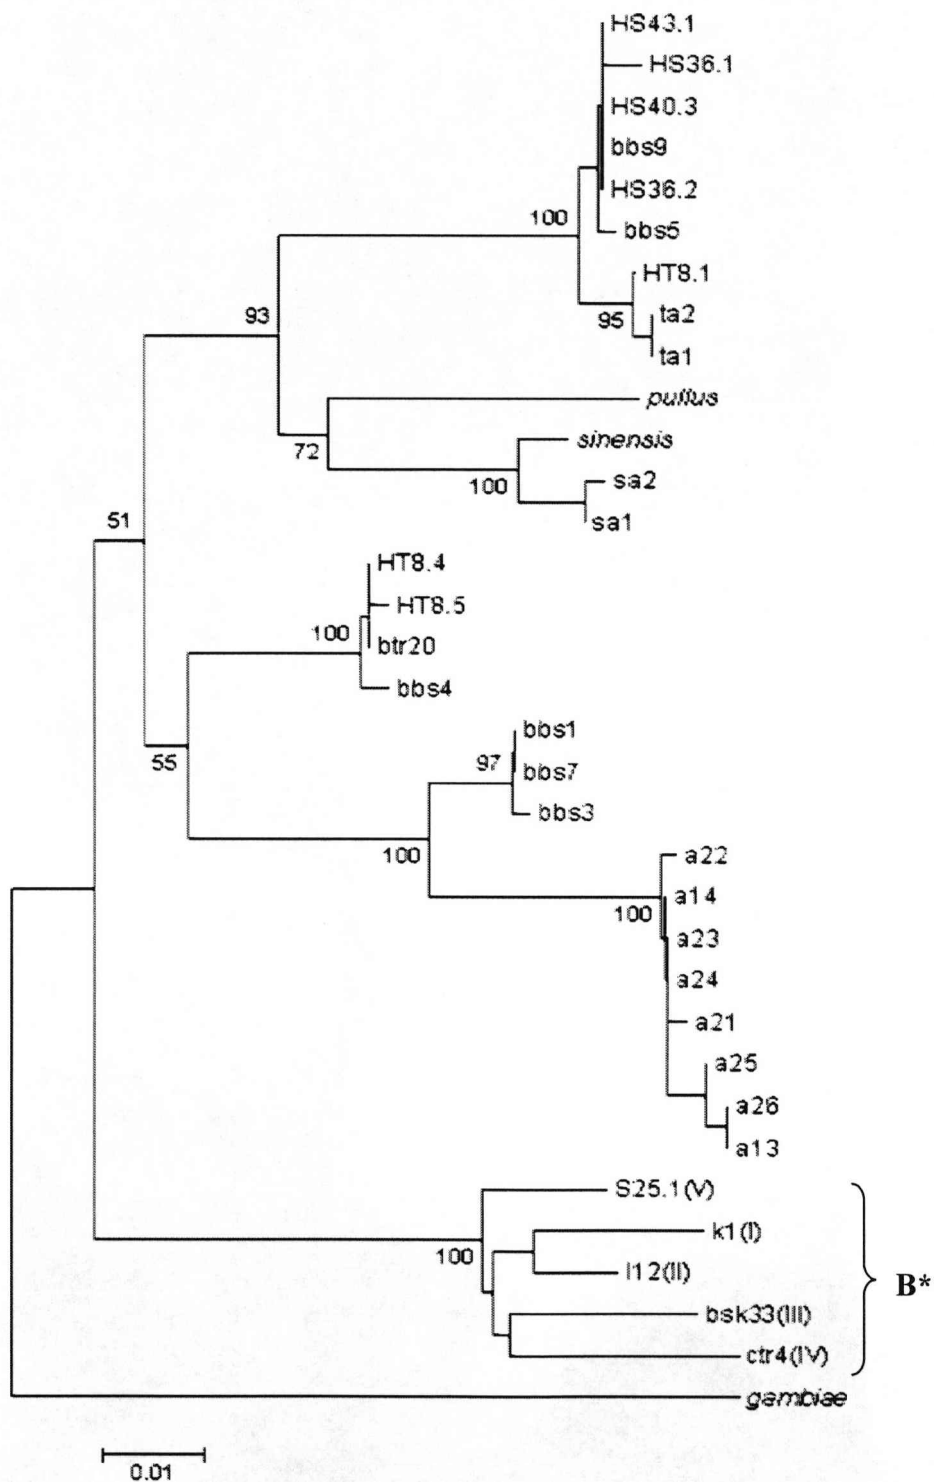 HS43.1
HS36.1
HS40.3
bbs9
HS36.2
100
bbs5
HT8.1
93
95
ta2
ta1
pullus
sinensis
72
100
sa2
sa1
51
HT8.4
HT8.5
100
btr20
bbs4
bbs1
97
bbs7
55
bbs3
100
a22
a14
100
a23
a24
a21
a25
a26
a13
S25.1(V)
k1(I)
100
l12(II)
B*
bsk33(III)
ctr4(IV)
gambiae
0.01